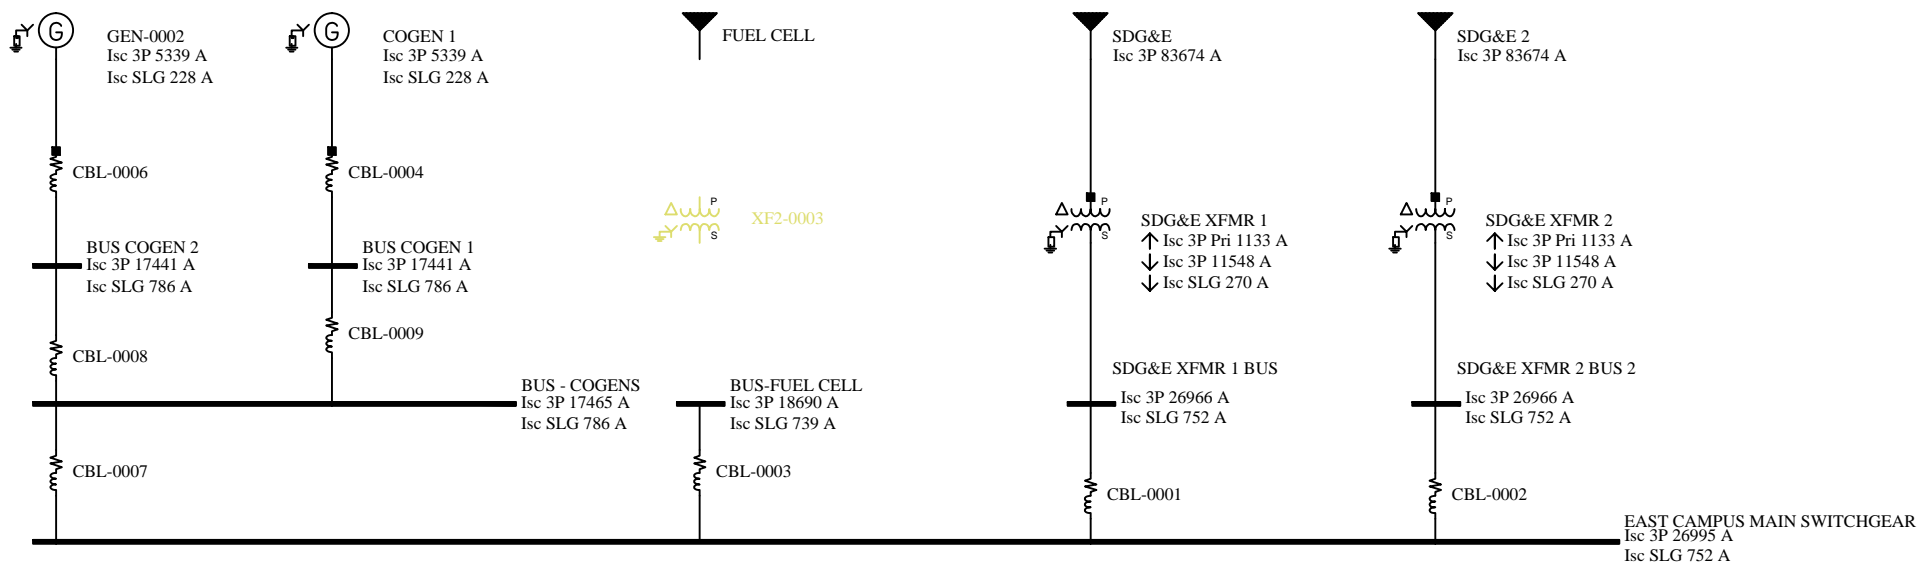 G
GEN-0002
Isc 3P 5339 A
Isc SLG 228 A
G
COGEN 1
Isc 3P 5339 A
Isc SLG 228 A
FUEL CELL
SDG&E
Isc 3P 83674 A
SDG&E 2
Isc 3P 83674 A
CBL-0006
CBL-0004
P
S
XF2-0003
P
S
SDG&E XFMR 1
Isc 3P Pri 1133 A
Isc 3P 11548 A
Isc SLG 270 A
P
S
SDG&E XFMR 2
Isc 3P Pri 1133 A
Isc 3P 11548 A
Isc SLG 270 A
BUS COGEN 2
Isc 3P 17441 A
Isc SLG 786 A
BUS COGEN 1
Isc 3P 17441 A
Isc SLG 786 A
CBL-0008
CBL-0009
BUS - COGENS
Isc 3P 17465 A
Isc SLG 786 A
BUS-FUEL CELL
Isc 3P 18690 A
Isc SLG 739 A
SDG&E XFMR 1 BUS
Isc 3P 26966 A
Isc SLG 752 A
SDG&E XFMR 2 BUS 2
Isc 3P 26966 A
Isc SLG 752 A
CBL-0007
CBL-0003
CBL-0001
CBL-0002
EAST CAMPUS MAIN SWITCHGEAR
Isc 3P 26995 A
Isc SLG 752 A